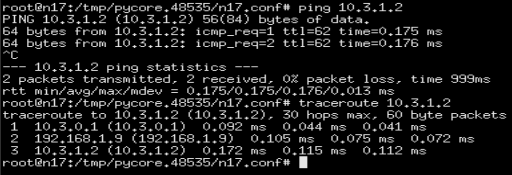 root@n17:/tmp/pycore.48535/n17.conf# ping 10.3.1.2
PING 10.3.1.2 (10.3.1.2) 56(84) bytes of data.
64 bytes from 10.3.1.2: icmp_req=1 ttl=62 time=0.175 ms
64 bytes from 10.3.1.2: icmp_req=2 ttl=62 time=0.176 ms
^C
--- 10.3.1.2 ping statistics ---
2 packets transmitted, 2 received, 0% packet loss, time 999ms
rtt min/avg/max/mdev = 0.175/0.175/0.176/0.013 ms
root@n17:/tmp/pycore.48535/n17.conf# traceroute 10.3.1.2
traceroute to 10.3.1.2 (10.3.1.2), 30 hops max, 60 byte packets
1 10.3.0.1 (10.3.0.1) 0.092 ms 0.044 ms 0.041 ms
2 192.168.1.9 (192.168.1.9) 0.105 ms 0.075 ms 0.072 ms
3 10.3.1.2 (10.3.1.2) 0.172 ms 0.115 ms 0.112 ms
root@n17:/tmp/pycore.48535/n17.conf#